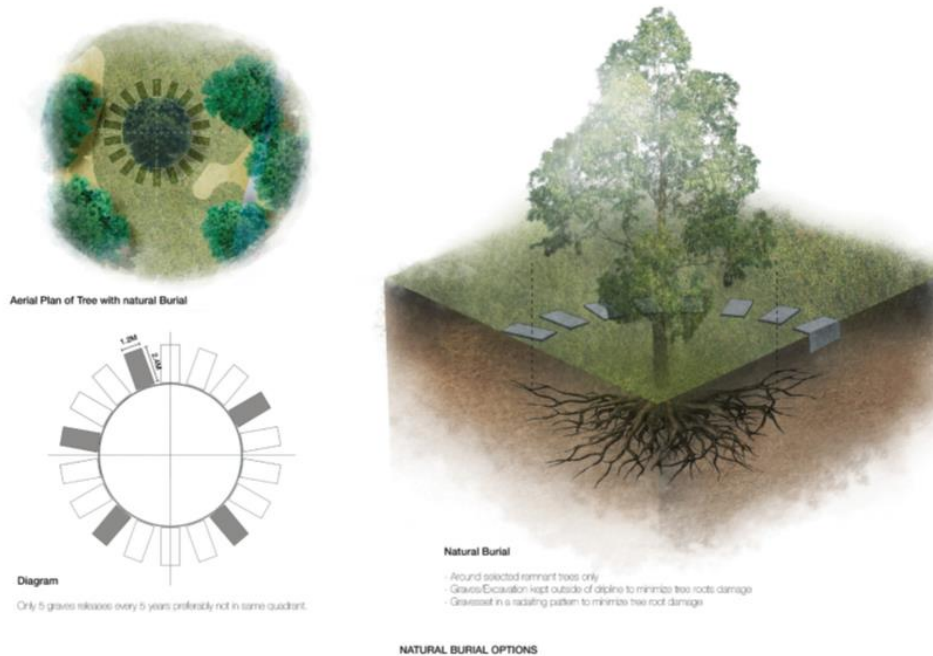 Aerial Plan of Tree with natural Burial
1.2M
2.4M
Diagram
Only 5 graves releases every 5 years preferably not in same quadrant.
Natural Burial
- Around selected remnant trees only
- Graves/Excavation kept outside of dripline to minimize tree roots damage
- Gravesset in a radiating pattern to minimize tree root damage
NATURAL BURIAL OPTIONS